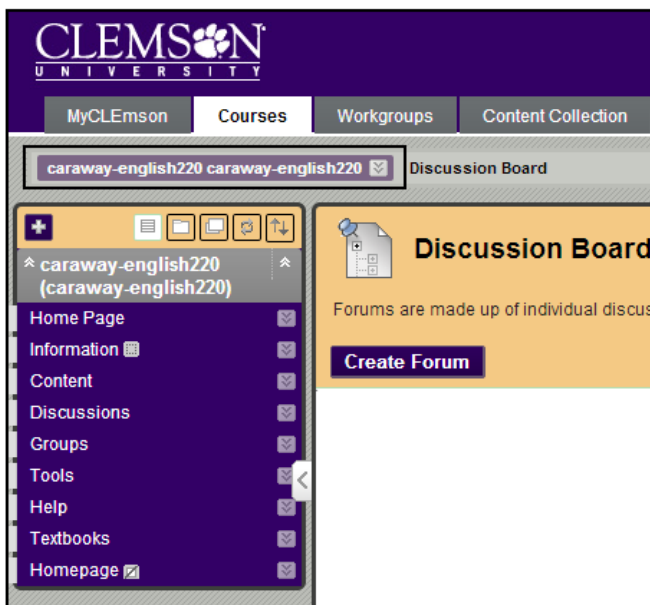 CLEMSON
UNIVERSITY
MyCLEmson Courses Workgroups Content Collection
caraway-english220 caraway-english220 Discussion Board
caraway-english220
(caraway-english220)
Home Page
Information
Content
Discussions
Groups
Tools
Help
Textbooks
Homepage
Discussion Board
Forums are made up of individual discus
Create Forum